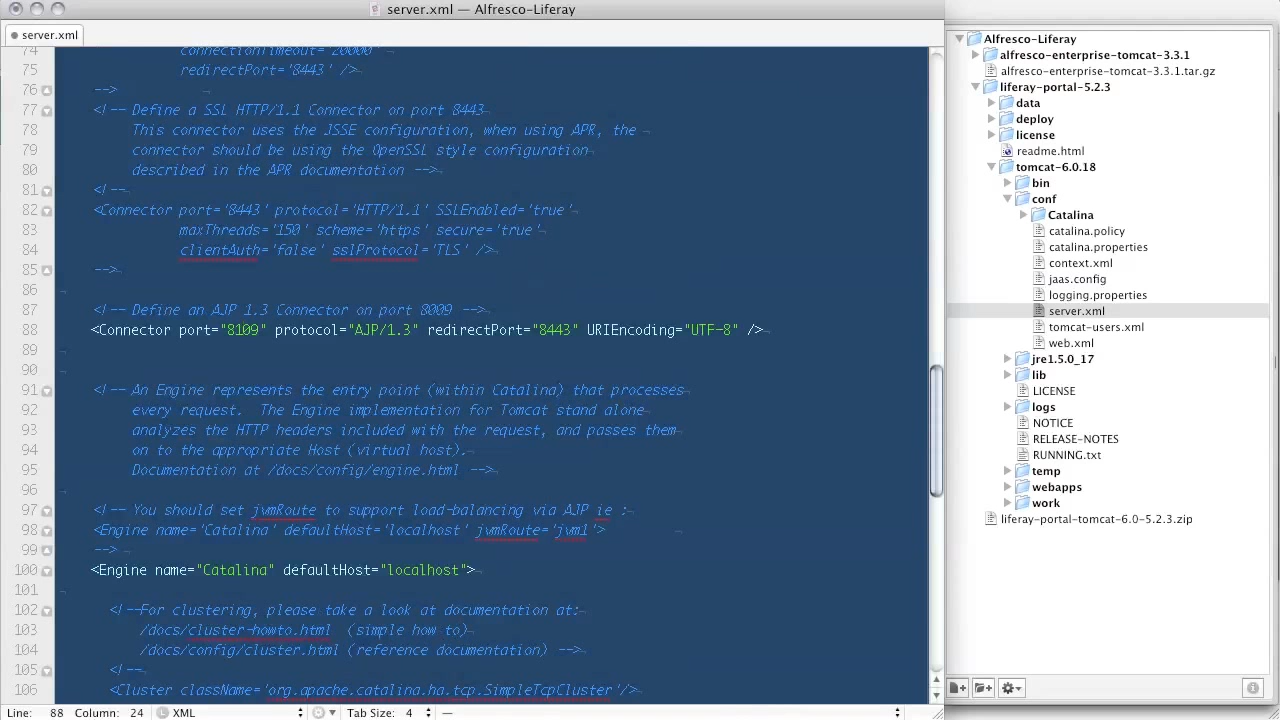 server.xml — Alfresco-Liferay
server.xml
74 connectionTimeout='20000'
75 redirectPort='8443' />
76 -->
77 <!-- Define a SSL HTTP/1.1 Connector on port 8443
78 This connector uses the JSSE configuration, when using APR, the
79 connector should be using the OpenSSL style configuration
80 described in the APR documentation -->
81 <!--
82 <Connector port='8443' protocol='HTTP/1.1' SSLEnabled='true'
83 maxThreads='150' scheme='https' secure='true'
84 clientAuth='false' sslProtocol='TLS' />
85 -->
86
87 <!-- Define an AJP 1.3 Connector on port 8009 -->
88 <Connector port="8109" protocol="AJP/1.3" redirectPort="8443" URIEncoding="UTF-8" />
89
90
91 <!-- An Engine represents the entry point (within Catalina) that processes
92 every request. The Engine implementation for Tomcat stand alone
93 analyzes the HTTP headers included with the request, and passes them
94 on to the appropriate Host (virtual host).
95 Documentation at /docs/config/engine.html -->
96
97 <!-- You should set jvmRoute to support load-balancing via AJP ie :
98 <Engine name='Catalina' defaultHost='localhost' jvmRoute='jvm1'>
99 -->
100 <Engine name="Catalina" defaultHost="localhost">
101
102 <!--For clustering, please take a look at documentation at:
103 /docs/cluster-howto.html (simple how to)
104 /docs/config/cluster.html (reference documentation) -->
105 <!--
106 <Cluster className='org.apache.catalina.ha.tcp.SimpleTcpCluster'/>
Line: 88 Column: 24 XML Tab Size: 4 —
Alfresco-Liferay
alfresco-enterprise-tomcat-3.3.1
alfresco-enterprise-tomcat-3.3.1.tar.gz
liferay-portal-5.2.3
data
deploy
license
readme.html
tomcat-6.0.18
bin
conf
Catalina
catalina.policy
catalina.properties
context.xml
jaas.config
logging.properties
server.xml
tomcat-users.xml
web.xml
jre1.5.0_17
lib
LICENSE
logs
NOTICE
RELEASE-NOTES
RUNNING.txt
temp
webapps
work
liferay-portal-tomcat-6.0-5.2.3.zip